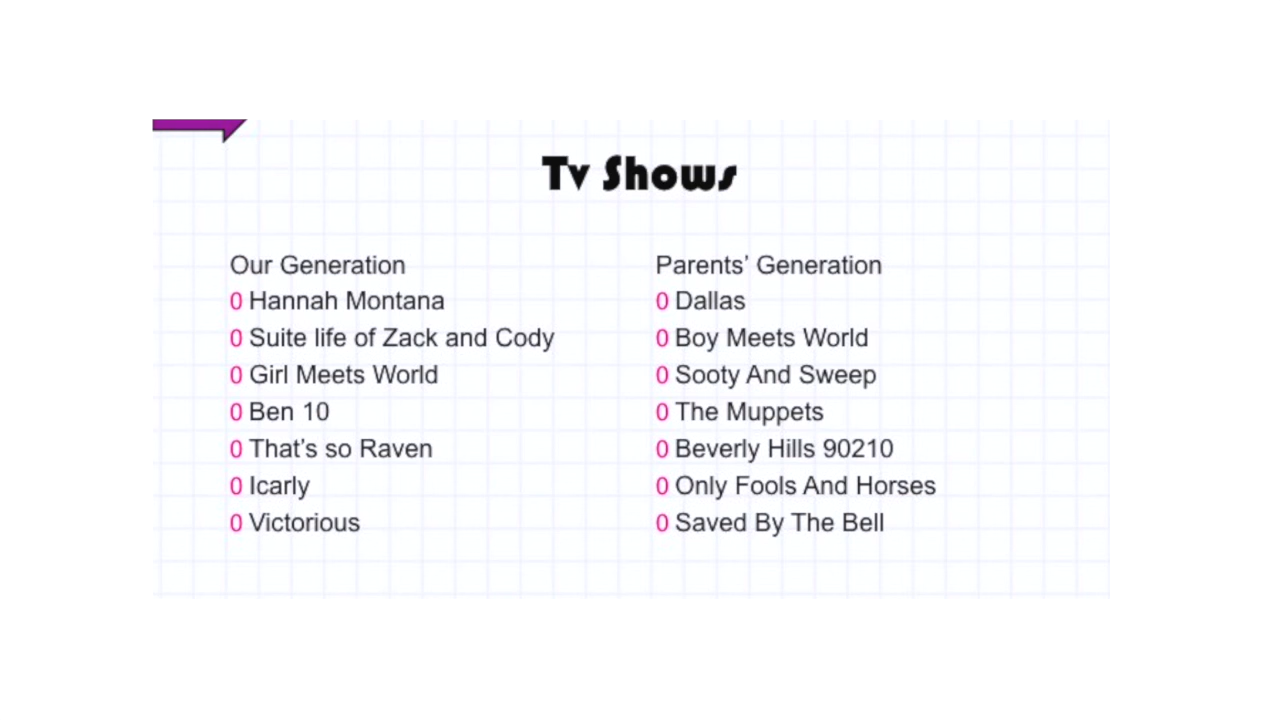 Tv Shows
Our Generation
0 Hannah Montana
0 Suite life of Zack and Cody
0 Girl Meets World
0 Ben 10
0 That’s so Raven
0 Icarly
0 Victorious
Parents’ Generation
0 Dallas
0 Boy Meets World
0 Sooty And Sweep
0 The Muppets
0 Beverly Hills 90210
0 Only Fools And Horses
0 Saved By The Bell